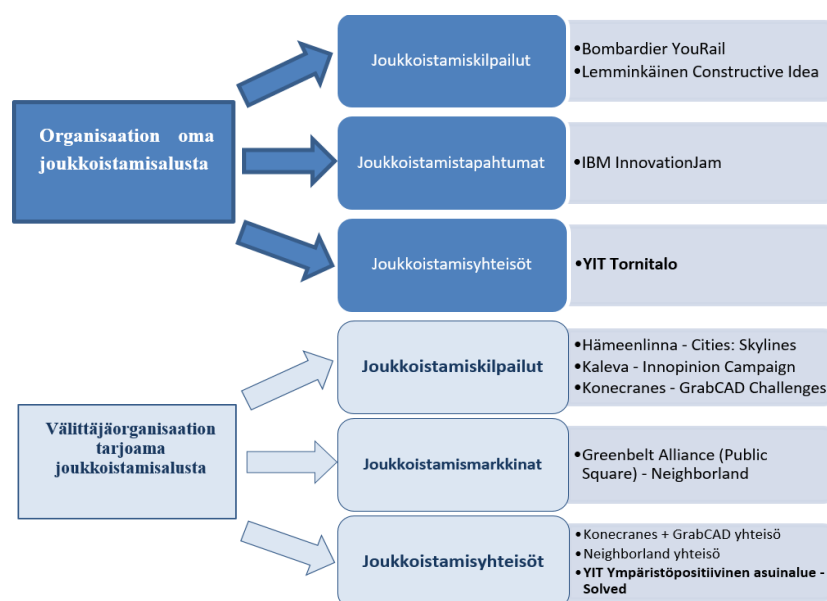 Organisaation oma
joukkoistamisalusta
Joukkoistamiskilpailut
•Bombardier YouRail
•Lemminkäinen Constructive Idea
Joukkoistamistapahtumat
•IBM InnovationJam
Joukkoistamisyhteisöt
•YIT Tornitalo
Välittäjäorganisaation
tarjoama
joukkoistamisalusta
Joukkoistamiskilpailut
•Hämeenlinna - Cities: Skylines
•Kaleva - Innopinion Campaign
•Konecranes - GrabCAD Challenges
Joukkoistamismarkkinat
•Greenbelt Alliance (Public
Square) - Neighborland
Joukkoistamisyhteisöt
•Konecranes + GrabCAD yhteisö
•Neighborland yhteisö
•YIT Ympäristöpositiivinen asuinalue -
Solved